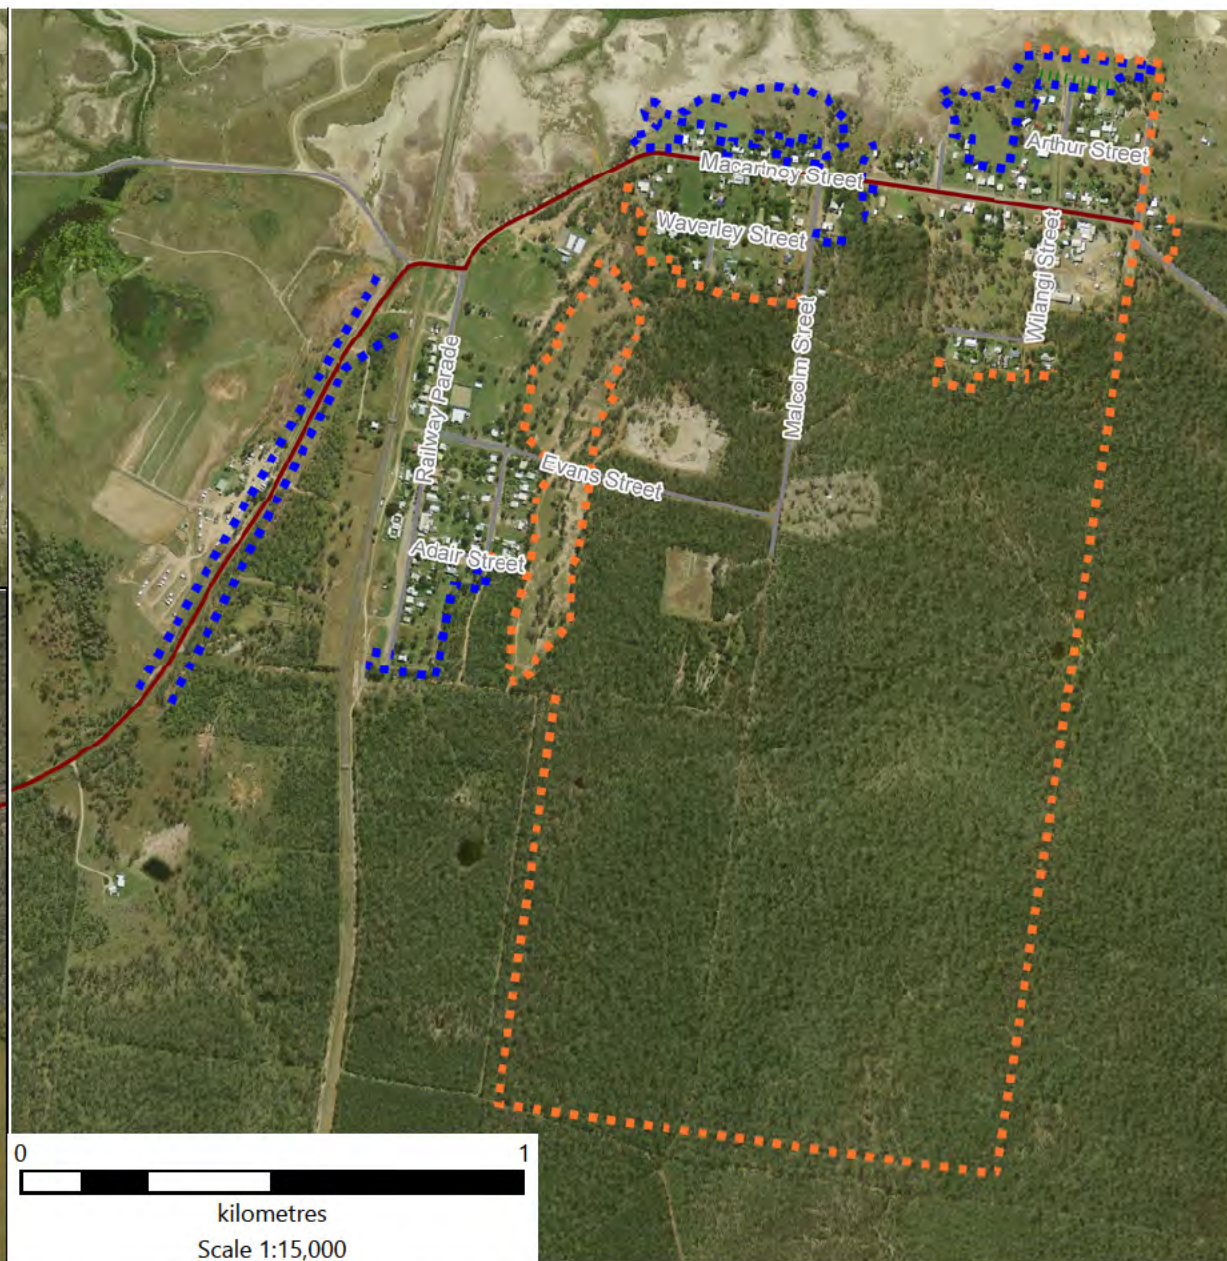 Arthur Street
Macartney Street
Waverley Street
Wilangi Street
Malcolm Street
Railway Parade
Evans Street
Adair Street
0 1
kilometres
Scale 1:15,000